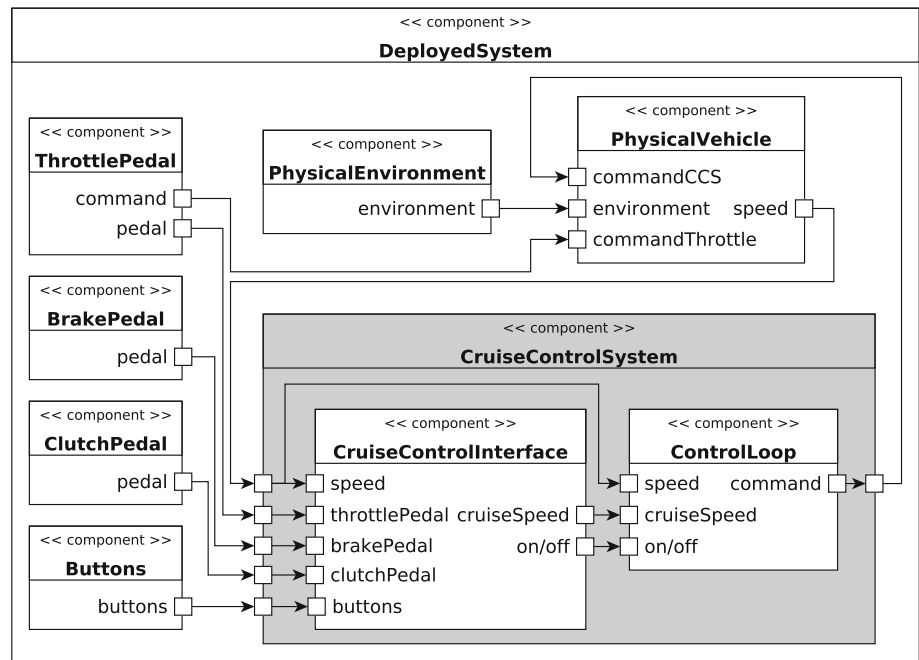 << component >>
DeployedSystem
<< component >>
ThrottlePedal
command
pedal
<< component >>
PhysicalEnvironment
environment
<< component >>
PhysicalVehicle
commandCCS
environment speed
commandThrottle
<< component >>
BrakePedal
pedal
<< component >>
ClutchPedal
pedal
<< component >>
Buttons
buttons
<< component >>
CruiseControlSystem
<< component >>
CruiseControlInterface
speed
throttlePedal cruiseSpeed
brakePedal on/off
clutchPedal
buttons
<< component >>
ControlLoop
speed command
cruiseSpeed
on/off